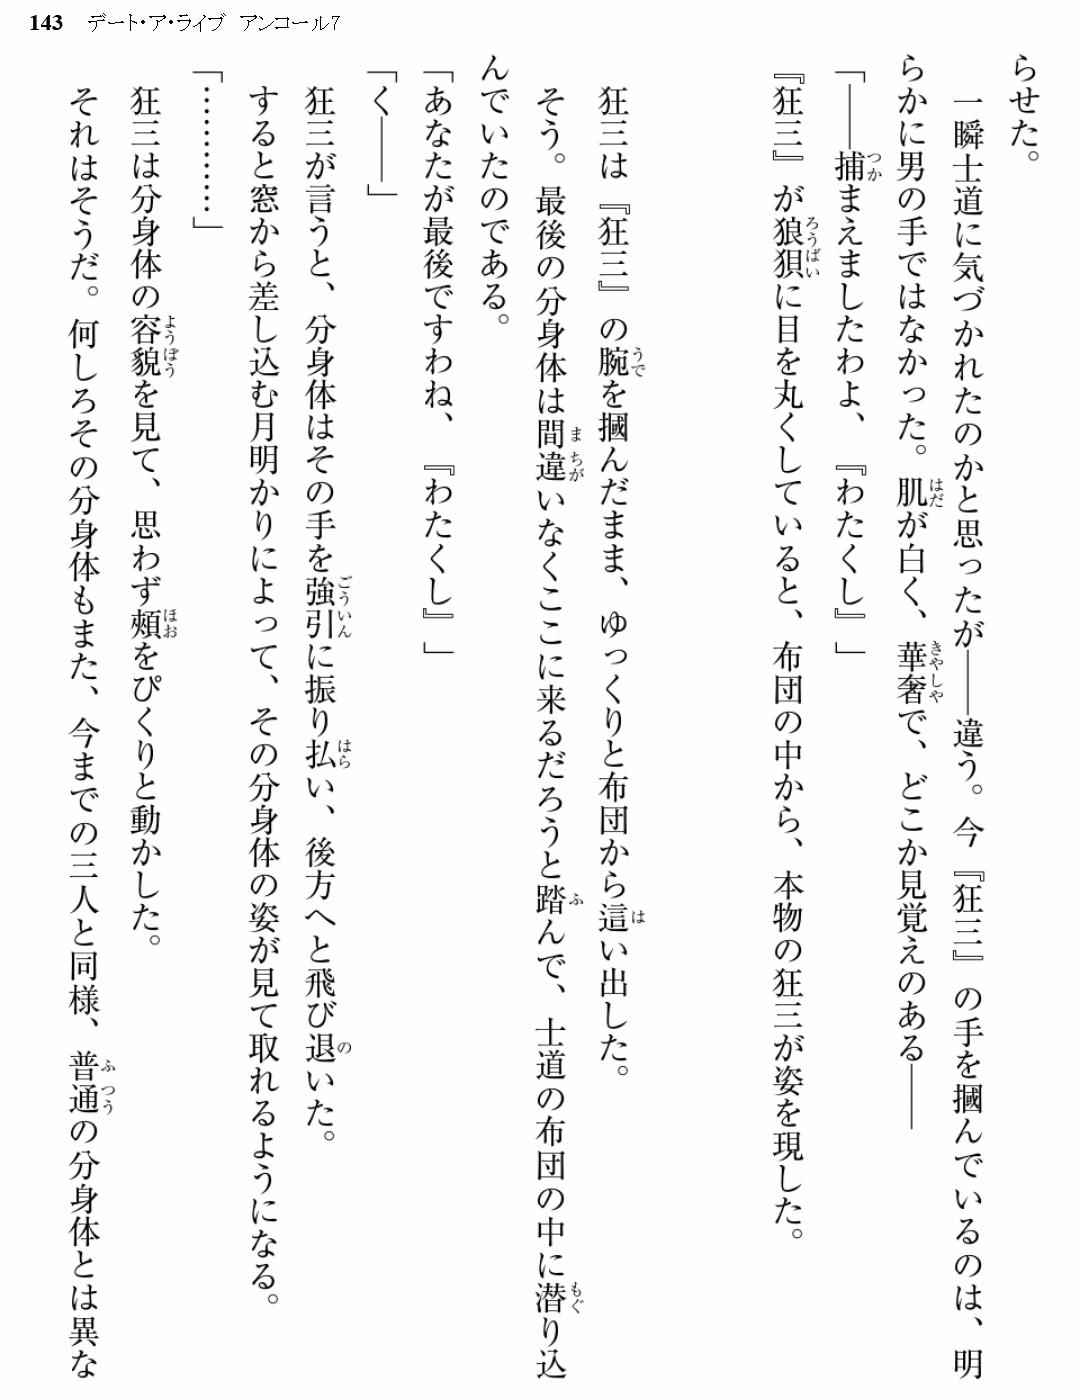 143 デート・ア・ライブ アンコール7
らせた。
一瞬士道に気づかれたのかと思ったが――違う。今『狂三』の手を摑んでいるのは、明
らかに男の手ではなかった。肌が白く、華奢で、どこか見覚えのある――
「――捕まえましたわよ、『わたくし』」
『狂三』が狼狽に目を丸くしていると、布団の中から、本物の狂三が姿を現した。
狂三は『狂三』の腕を摑んだまま、ゆっくりと布団から這い出した。
そう。最後の分身体は間違いなくここに来るだろうと踏んで、士道の布団の中に潜り込
んでいたのである。
「あなたが最後ですわね、『わたくし』」
「く――」
狂三が言うと、分身体はその手を強引に振り払い、後方へと飛び退いた。
すると窓から差し込む月明かりによって、その分身体の姿が見て取れるようになる。
「…………」
狂三は分身体の容貌を見て、思わず頰をぴくりと動かした。
それはそうだ。何しろその分身体もまた、今までの三人と同様、普通の分身体とは異な